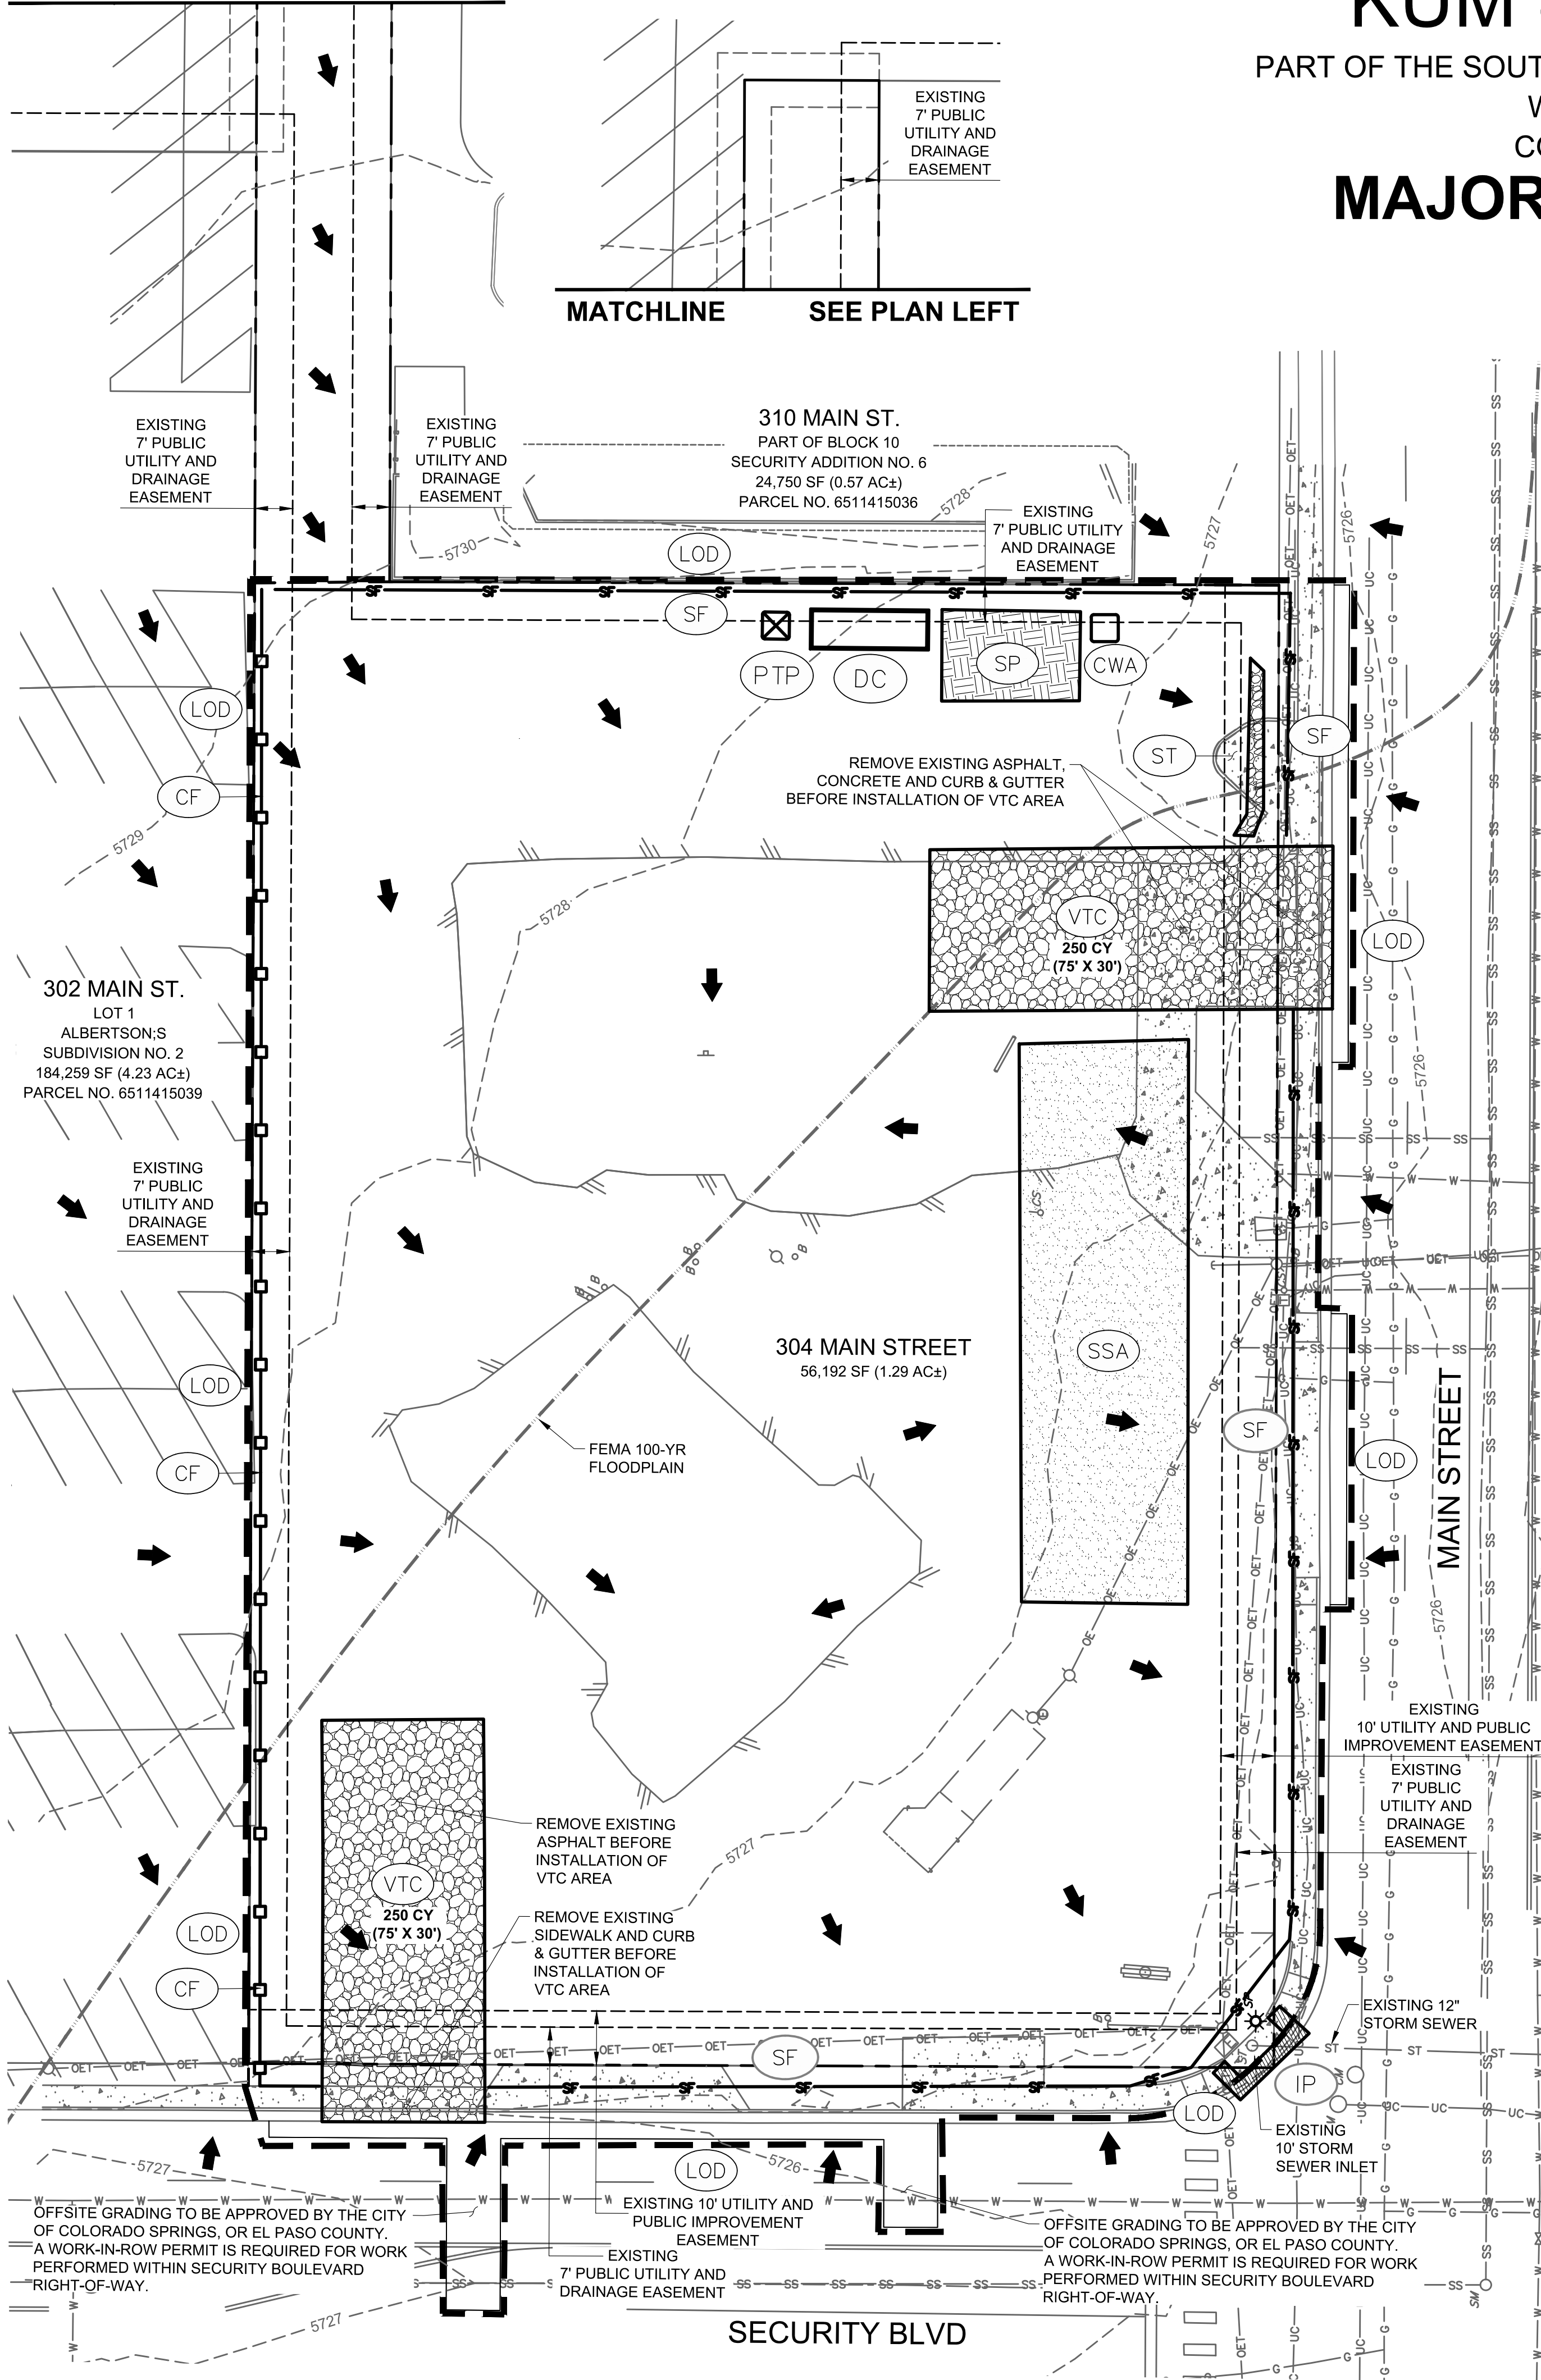 KUM
PART OF THE SOUT
W
CO
MAJOR
EXISTING
7' PUBLIC
UTILITY AND
DRAINAGE
EASEMENT
MATCHLINE SEE PLAN LEFT
EXISTING
7' PUBLIC
UTILITY AND
DRAINAGE
EASEMENT
EXISTING
7' PUBLIC
UTILITY AND
DRAINAGE
EASEMENT
310 MAIN ST.
PART OF BLOCK 10
SECURITY ADDITION NO. 6
24,750 SF (0.57 AC±)
PARCEL NO. 6511415036
5728
5727
5726
5730
EXISTING
7' PUBLIC UTILITY
AND DRAINAGE
EASEMENT
LOD
SF
PTP
DC
SP
CWA
LOD
CF
ST
SF
REMOVE EXISTING ASPHALT,
CONCRETE AND CURB & GUTTER
BEFORE INSTALLATION OF VTC AREA
5729
5728
VTC
250 CY
(75' X 30')
LOD
302 MAIN ST.
LOT 1
ALBERTSON;S
SUBDIVISION NO. 2
184,259 SF (4.23 AC±)
PARCEL NO. 6511415039
5726
EXISTING
7' PUBLIC
UTILITY AND
DRAINAGE
EASEMENT
304 MAIN STREET
56,192 SF (1.29 AC±)
SSA
LOD
CF
FEMA 100-YR
FLOODPLAIN
SF
LOD
MAIN STREET
5726
EXISTING
10' UTILITY AND PUBLIC
IMPROVEMENT EASEMENT
EXISTING
7' PUBLIC
UTILITY AND
DRAINAGE
EASEMENT
REMOVE EXISTING
ASPHALT BEFORE
INSTALLATION OF
VTC AREA
5727
VTC
250 CY
(75' X 30')
REMOVE EXISTING
SIDEWALK AND CURB
& GUTTER BEFORE
INSTALLATION OF
VTC AREA
LOD
CF
EXISTING 12"
STORM SEWER
SF
IP
LOD
EXISTING
10' STORM
SEWER INLET
5727
LOD
5726
OFFSITE GRADING TO BE APPROVED BY THE CITY
OF COLORADO SPRINGS, OR EL PASO COUNTY.
A WORK-IN-ROW PERMIT IS REQUIRED FOR WORK
PERFORMED WITHIN SECURITY BOULEVARD
RIGHT-OF-WAY.
EXISTING 10' UTILITY AND
PUBLIC IMPROVEMENT
EASEMENT
EXISTING
7' PUBLIC UTILITY AND
DRAINAGE EASEMENT
OFFSITE GRADING TO BE APPROVED BY THE CITY
OF COLORADO SPRINGS, OR EL PASO COUNTY.
A WORK-IN-ROW PERMIT IS REQUIRED FOR WORK
PERFORMED WITHIN SECURITY BOULEVARD
RIGHT-OF-WAY.
5727
SECURITY BLVD